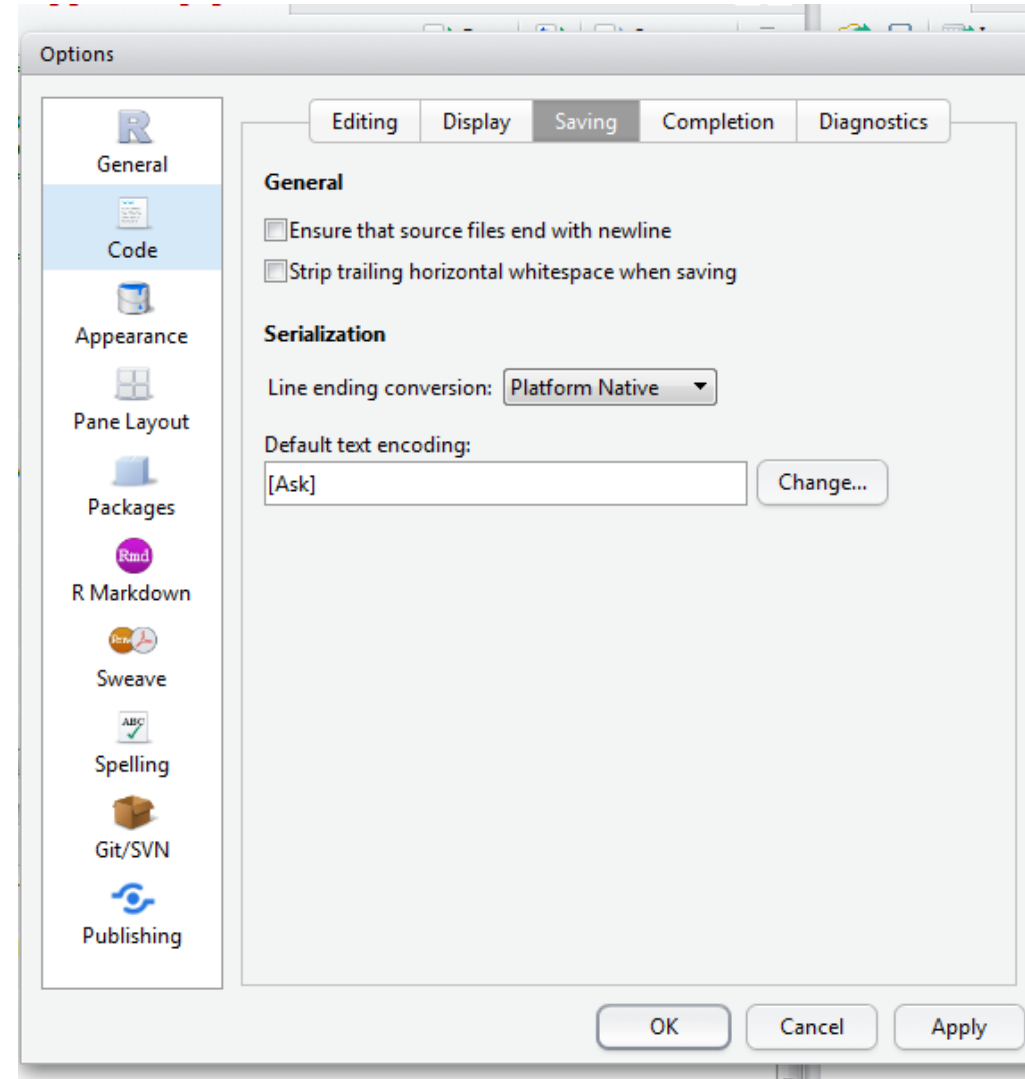 Options
General
Code
Appearance
Pane Layout
Packages
Rmd
R Markdown
Sweave
ABC
Spelling
Git/SVN
Publishing
Editing Display Saving Completion Diagnostics
General
Ensure that source files end with newline
Strip trailing horizontal whitespace when saving
Serialization
Line ending conversion: Platform Native
Default text encoding:
[Ask] Change...
OK Cancel Apply